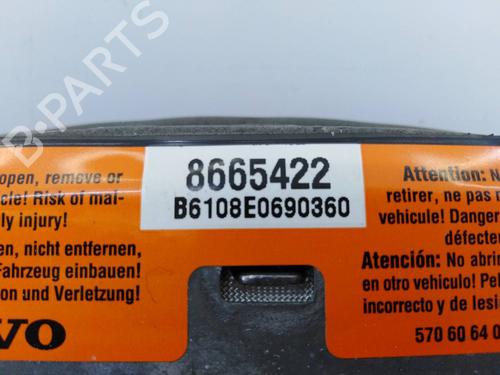 8665422
B6108E0690360
open, remove or
cle! Risk of mal-
ly injury!
en, nicht entfernen,
Fahrzeug einbauen!
on und Verletzung!
VO
Attention: N
retirer, ne pas r
vehicule! Danger
défecte
Atención: No abrir
en otro vehiculo! Pel
incorrecto y de lesi
570 60 64 0
B-PARTS